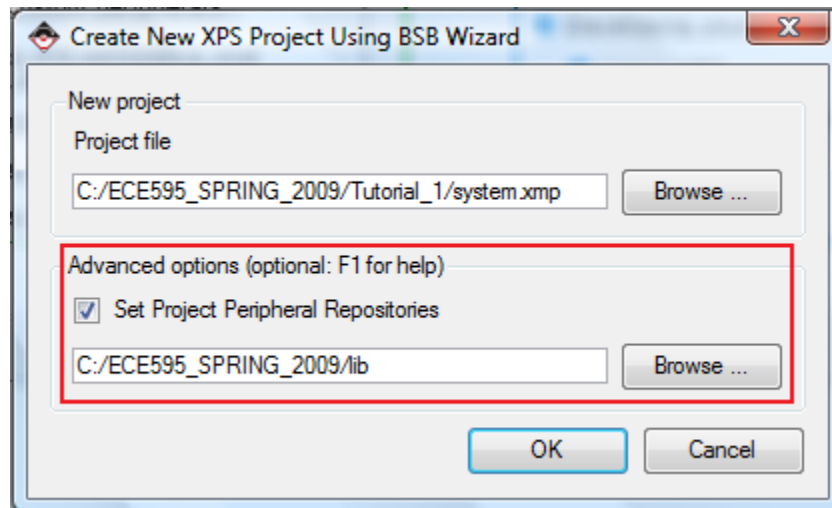 Create New XPS Project Using BSB Wizard
New project
Project file
C:/ECE595_SPRING_2009/Tutorial_1/system.xmp
Browse ...
Advanced options (optional: F1 for help)
Set Project Peripheral Repositories
C:/ECE595_SPRING_2009/lib
Browse ...
OK
Cancel